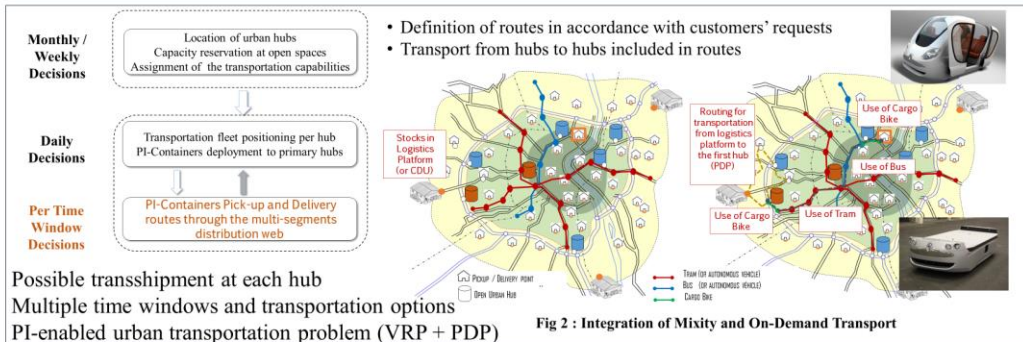 Monthly /
Weekly
Decisions
Location of urban hubs
Capacity reservation at open spaces
Assignment of the transportation capabilities
Daily
Decisions
Transportation fleet positioning per hub
PI-Containers deployment to primary hubs
Per Time
Window
Decisions
PI-Containers Pick-up and Delivery
routes through the multi-segments
distribution web
Possible transshipment at each hub
Multiple time windows and transportation options
PI-enabled urban transportation problem (VRP + PDP)
• Definition of routes in accordance with customers' requests
• Transport from hubs to hubs included in routes
Stocks in
Logistics
Platform
(or CDU)
Routing for
transportation
from logistics
platform to
the first hub
(PDP)
Use of Cargo
Bike
Use of Bus
Use of Cargo
Bike
Use of Tram
Pickup / Delivery point
Open Urban Hub
Tram (or autonomous vehicle)
Bus (or autonomous vehicle)
Cargo Bike
Fig 2 : Integration of Mixity and On-Demand Transport